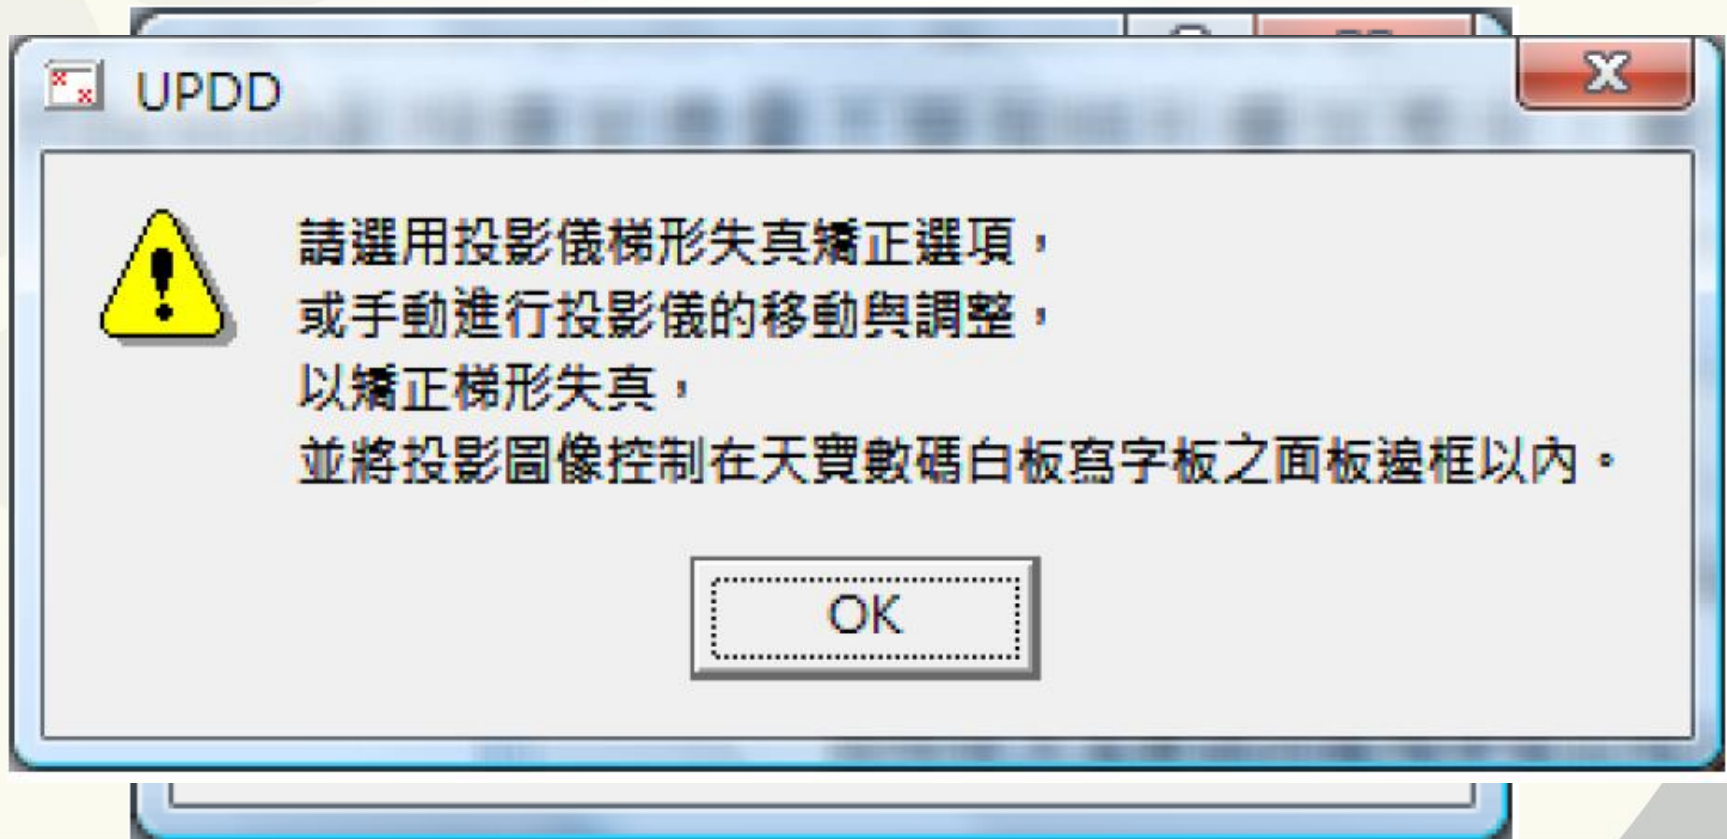 UPDD
請選用投影儀梯形失真矯正選項，
或手動進行投影儀的移動與調整，
以矯正梯形失真，
並將投影圖像控制在天寶數碼白板寫字板之面板邊框以內。
OK